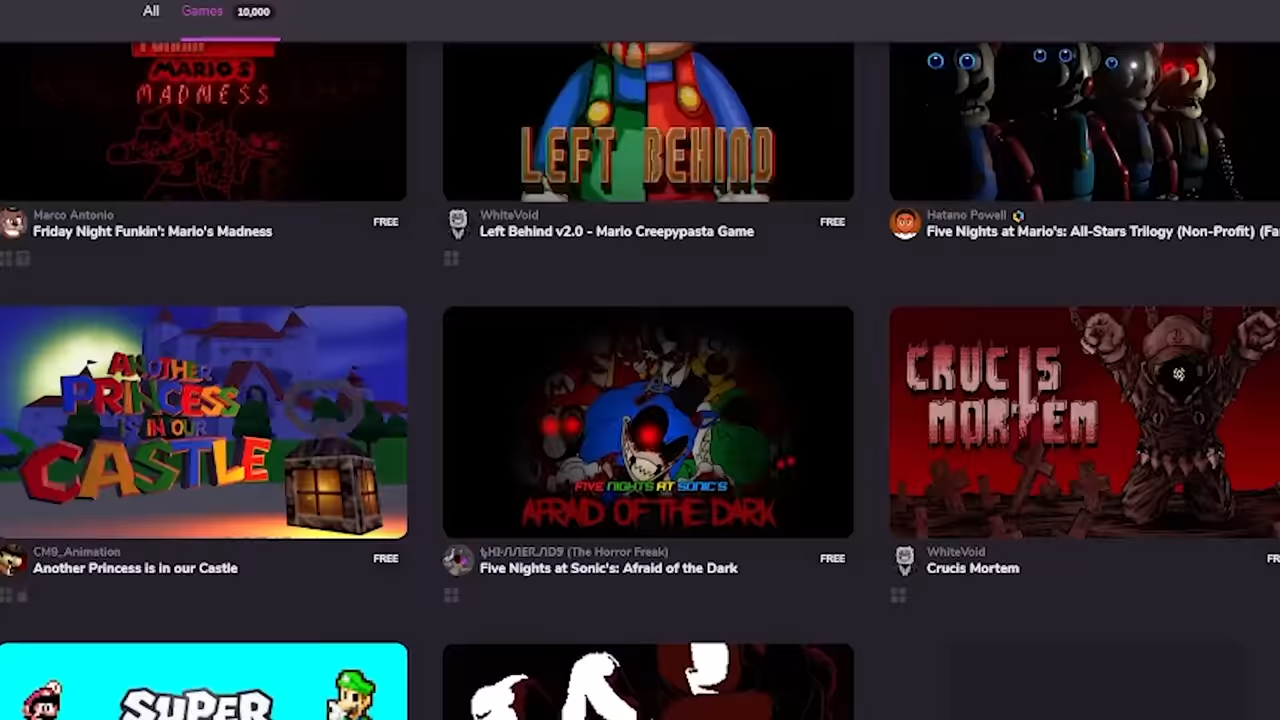 All Games 10,000
MARIO'S
MADNESS
LEFT BEHIND
Marco Antonio
FREE
Friday Night Funkin': Mario's Madness
WhiteVoid
FREE
Left Behind v2.0 - Mario Creepypasta Game
Hatano Powell
Five Nights at Mario's: All-Stars Trilogy (Non-Profit) (Fa
ANOTHER
PRINCESS
IS IN OUR
CASTLE
FIVE NIGHTS AT SONIC'S
AFRAID OF THE DARK
CRUCIS
MORTEM
CM9_Animation
FREE
Another Princess is in our Castle
(The Horror Freak)
FREE
Five Nights at Sonic's: Afraid of the Dark
WhiteVoid
FR
Crucis Mortem
SUPER